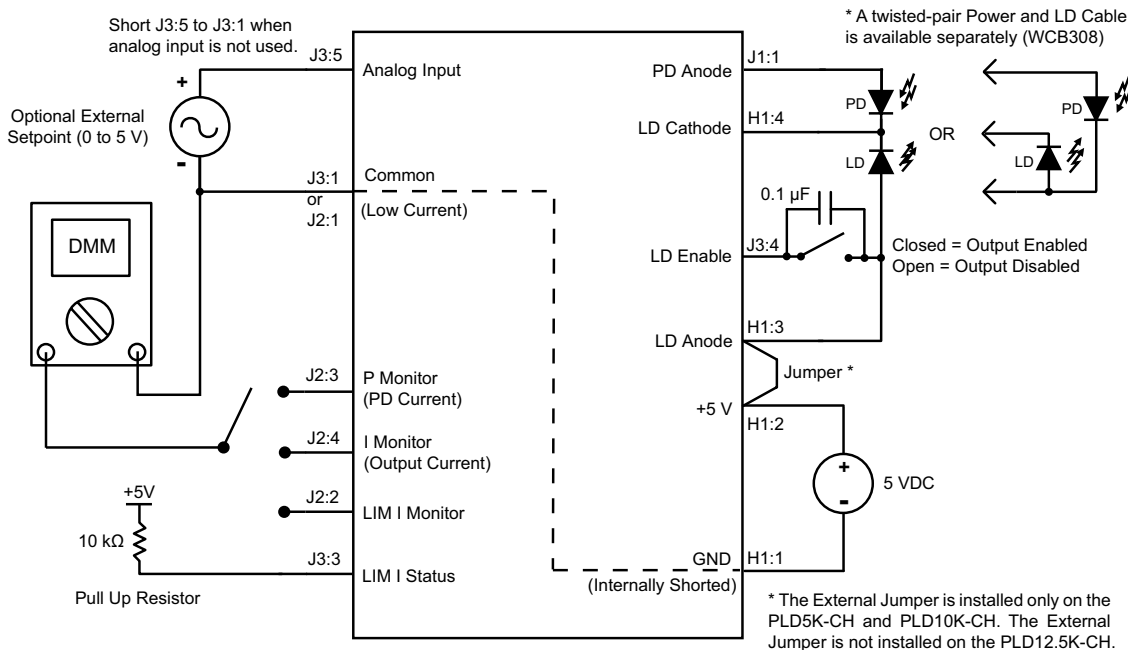 Short J3:5 to J3:1 when
analog input is not used.
* A twisted-pair Power and LD Cable
is available separately (WCB308)
J3:5
Analog Input
+
Optional External
Setpoint (0 to 5 V)
-
J3:1
or
J2:1
Common
(Low Current)
DMM
J2:3
P Monitor
(PD Current)
J2:4
I Monitor
(Output Current)
J2:2
LIM I Monitor
+5V
10 kΩ
J3:3
LIM I Status
Pull Up Resistor
PD Anode
J1:1
PD
LD Cathode
H1:4
LD
OR
PD
LD
0.1 µF
LD Enable
J3:4
Closed = Output Enabled
Open = Output Disabled
LD Anode
H1:3
Jumper *
+5 V
H1:2
+
5 VDC
-
GND
H1:1
(Internally Shorted)
* The External Jumper is installed only on the
PLD5K-CH and PLD10K-CH. The External
Jumper is not installed on the PLD12.5K-CH.